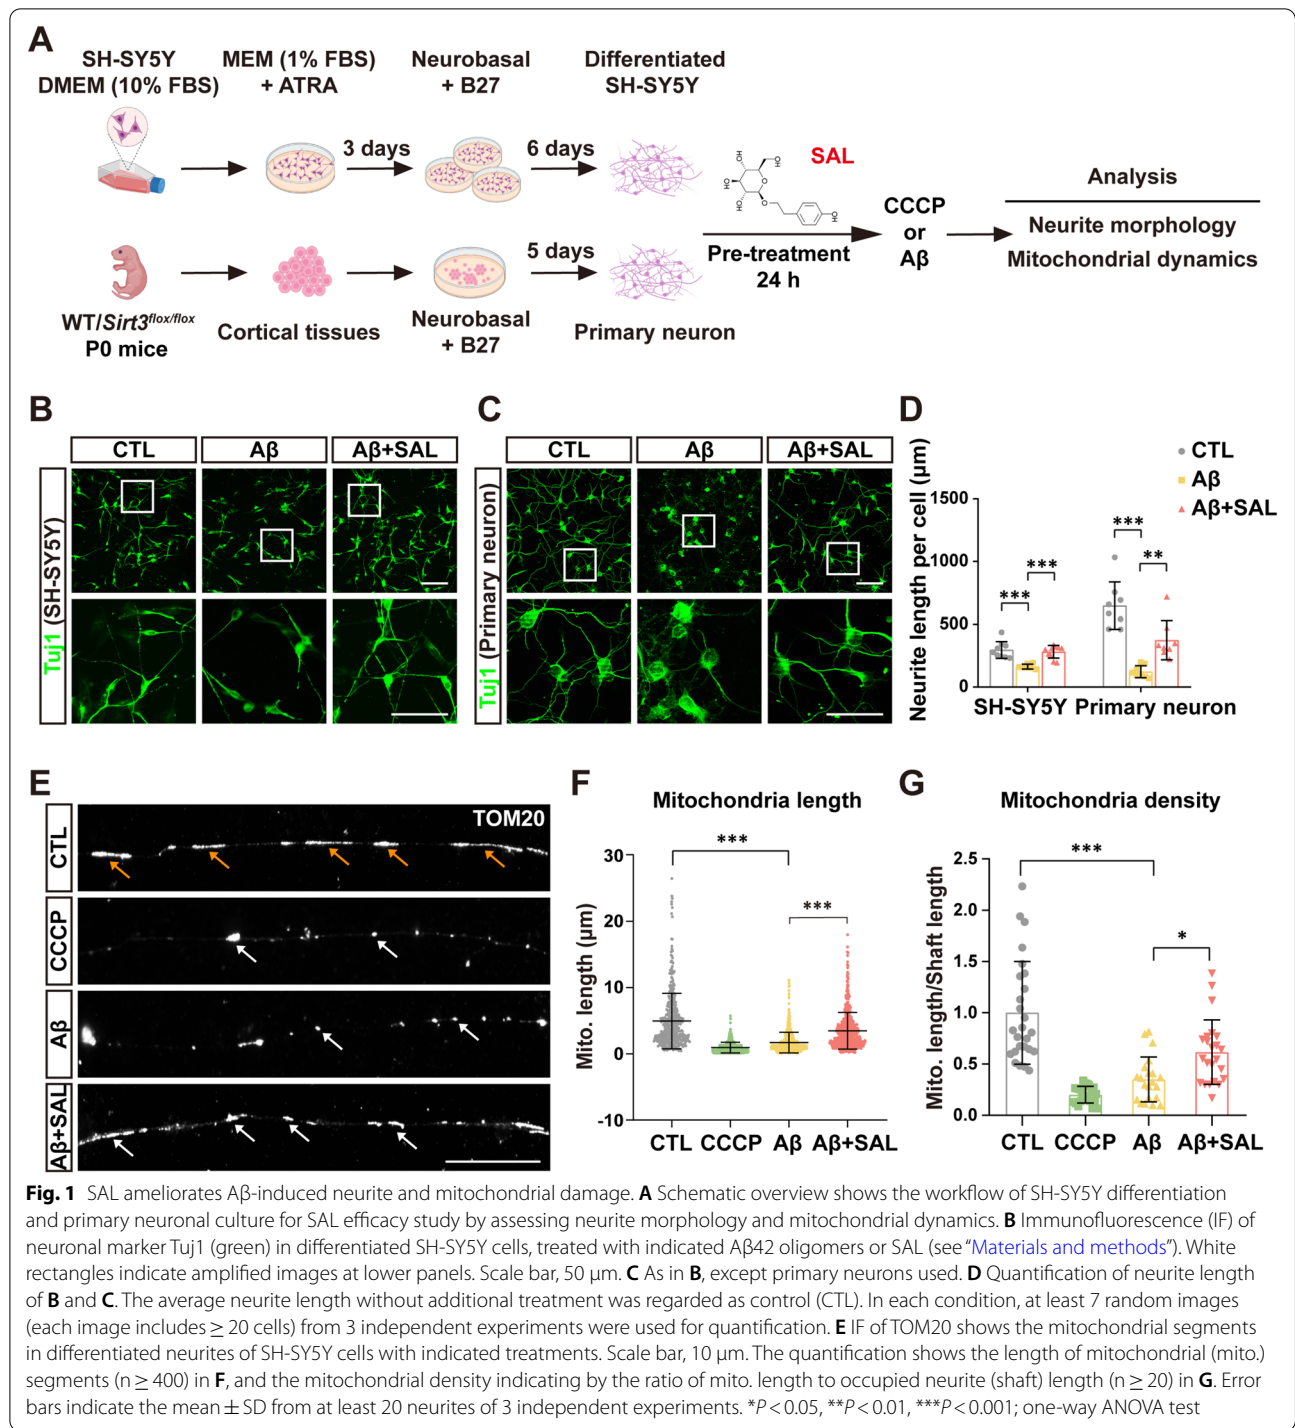 A
SH-SY5Y
DMEM (10% FBS)
MEM (1% FBS)
+ ATRA
Neurobasal
+ B27
Differentiated
SH-SY5Y
3 days
6 days
SAL
HO
OH
OH
HO
OH
O
O
OH
Pre-treatment
24 h
CCCP
or
Aβ
Analysis
Neurite morphology
Mitochondrial dynamics
5 days
WT/Sirt3flox/flox
P0 mice
Cortical tissues
Neurobasal
+ B27
Primary neuron
B
CTL
Aβ
Aβ+SAL
Tuj1 (SH-SY5Y)
C
CTL
Aβ
Aβ+SAL
Tuj1 (Primary neuron)
D
CTL
Aβ
Aβ+SAL
Neurite length per cell (μm)
1500
1000
500
0
***
***
***
**
SH-SY5Y
Primary neuron
E
TOM20
CTL
CCCP
Aβ
Aβ+SAL
F
Mitochondria length
Mito. length (μm)
30
20
10
0
-10
***
***
CTL
CCCP
Aβ
Aβ+SAL
G
Mitochondria density
Mito. length/Shaft length
2.5
2.0
1.5
1.0
0.5
0.0
***
*
CTL
CCCP
Aβ
Aβ+SAL
Fig. 1 SAL ameliorates Aβ-induced neurite and mitochondrial damage. A Schematic overview shows the workflow of SH-SY5Y differentiation
and primary neuronal culture for SAL efficacy study by assessing neurite morphology and mitochondrial dynamics. B Immunofluorescence (IF) of
neuronal marker Tuj1 (green) in differentiated SH-SY5Y cells, treated with indicated Aβ42 oligomers or SAL (see “Materials and methods”). White
rectangles indicate amplified images at lower panels. Scale bar, 50 μm. C As in B, except primary neurons used. D Quantification of neurite length
of B and C. The average neurite length without additional treatment was regarded as control (CTL). In each condition, at least 7 random images
(each image includes ≥ 20 cells) from 3 independent experiments were used for quantification. E IF of TOM20 shows the mitochondrial segments
in differentiated neurites of SH-SY5Y cells with indicated treatments. Scale bar, 10 μm. The quantification shows the length of mitochondrial (mito.)
segments (n ≥ 400) in F, and the mitochondrial density indicating by the ratio of mito. length to occupied neurite (shaft) length (n ≥ 20) in G. Error
bars indicate the mean ± SD from at least 20 neurites of 3 independent experiments. *P < 0.05, **P < 0.01, ***P < 0.001; one-way ANOVA test